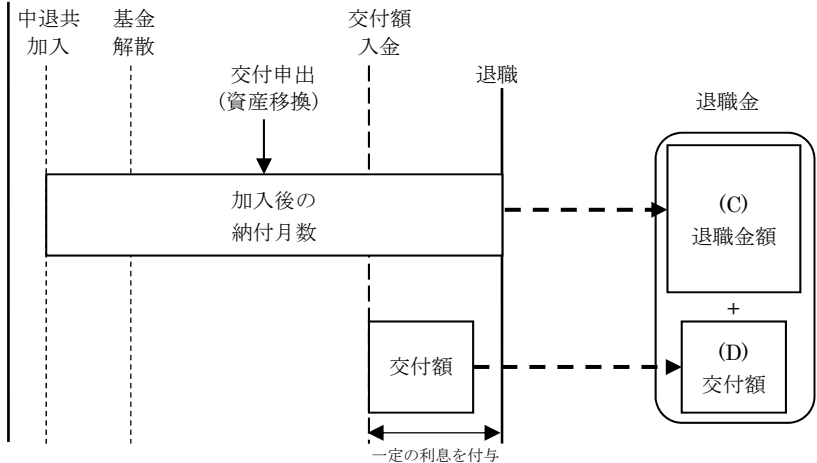 中退共
加入
基金
解散
交付額
入金
交付申出
(資産移換)
退職
退職金
加入後の
納付月数
(C)
退職金額
+
交付額
(D)
交付額
一定の利息を付与